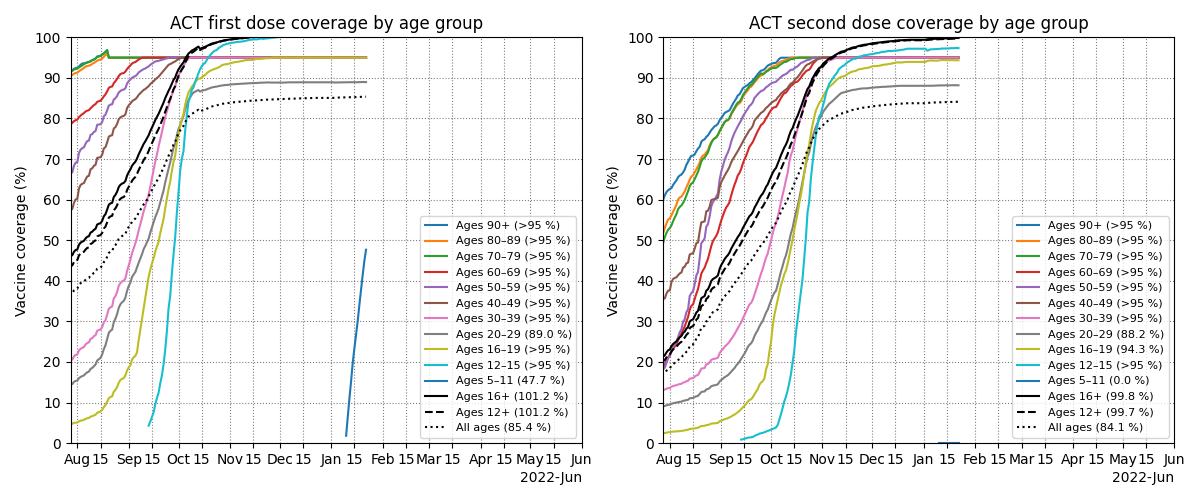 ACT first dose coverage by age group
Vaccine coverage (%)
100
90
80
70
60
50
40
30
20
10
0
Aug 15 Sep 15 Oct 15 Nov 15 Dec 15 Jan 15 Feb 15 Mar 15 Apr 15 May 15 Jun
2022-Jun
Ages 90+ (>95 %)
Ages 80–89 (>95 %)
Ages 70–79 (>95 %)
Ages 60–69 (>95 %)
Ages 50–59 (>95 %)
Ages 40–49 (>95 %)
Ages 30–39 (>95 %)
Ages 20–29 (89.0 %)
Ages 16–19 (>95 %)
Ages 12–15 (>95 %)
Ages 5–11 (47.7 %)
Ages 16+ (101.2 %)
Ages 12+ (101.2 %)
All ages (85.4 %)
ACT second dose coverage by age group
Vaccine coverage (%)
100
90
80
70
60
50
40
30
20
10
0
Aug 15 Sep 15 Oct 15 Nov 15 Dec 15 Jan 15 Feb 15 Mar 15 Apr 15 May 15 Jun
2022-Jun
Ages 90+ (>95 %)
Ages 80–89 (>95 %)
Ages 70–79 (>95 %)
Ages 60–69 (>95 %)
Ages 50–59 (>95 %)
Ages 40–49 (>95 %)
Ages 30–39 (>95 %)
Ages 20–29 (88.2 %)
Ages 16–19 (94.3 %)
Ages 12–15 (>95 %)
Ages 5–11 (0.0 %)
Ages 16+ (99.8 %)
Ages 12+ (99.7 %)
All ages (84.1 %)